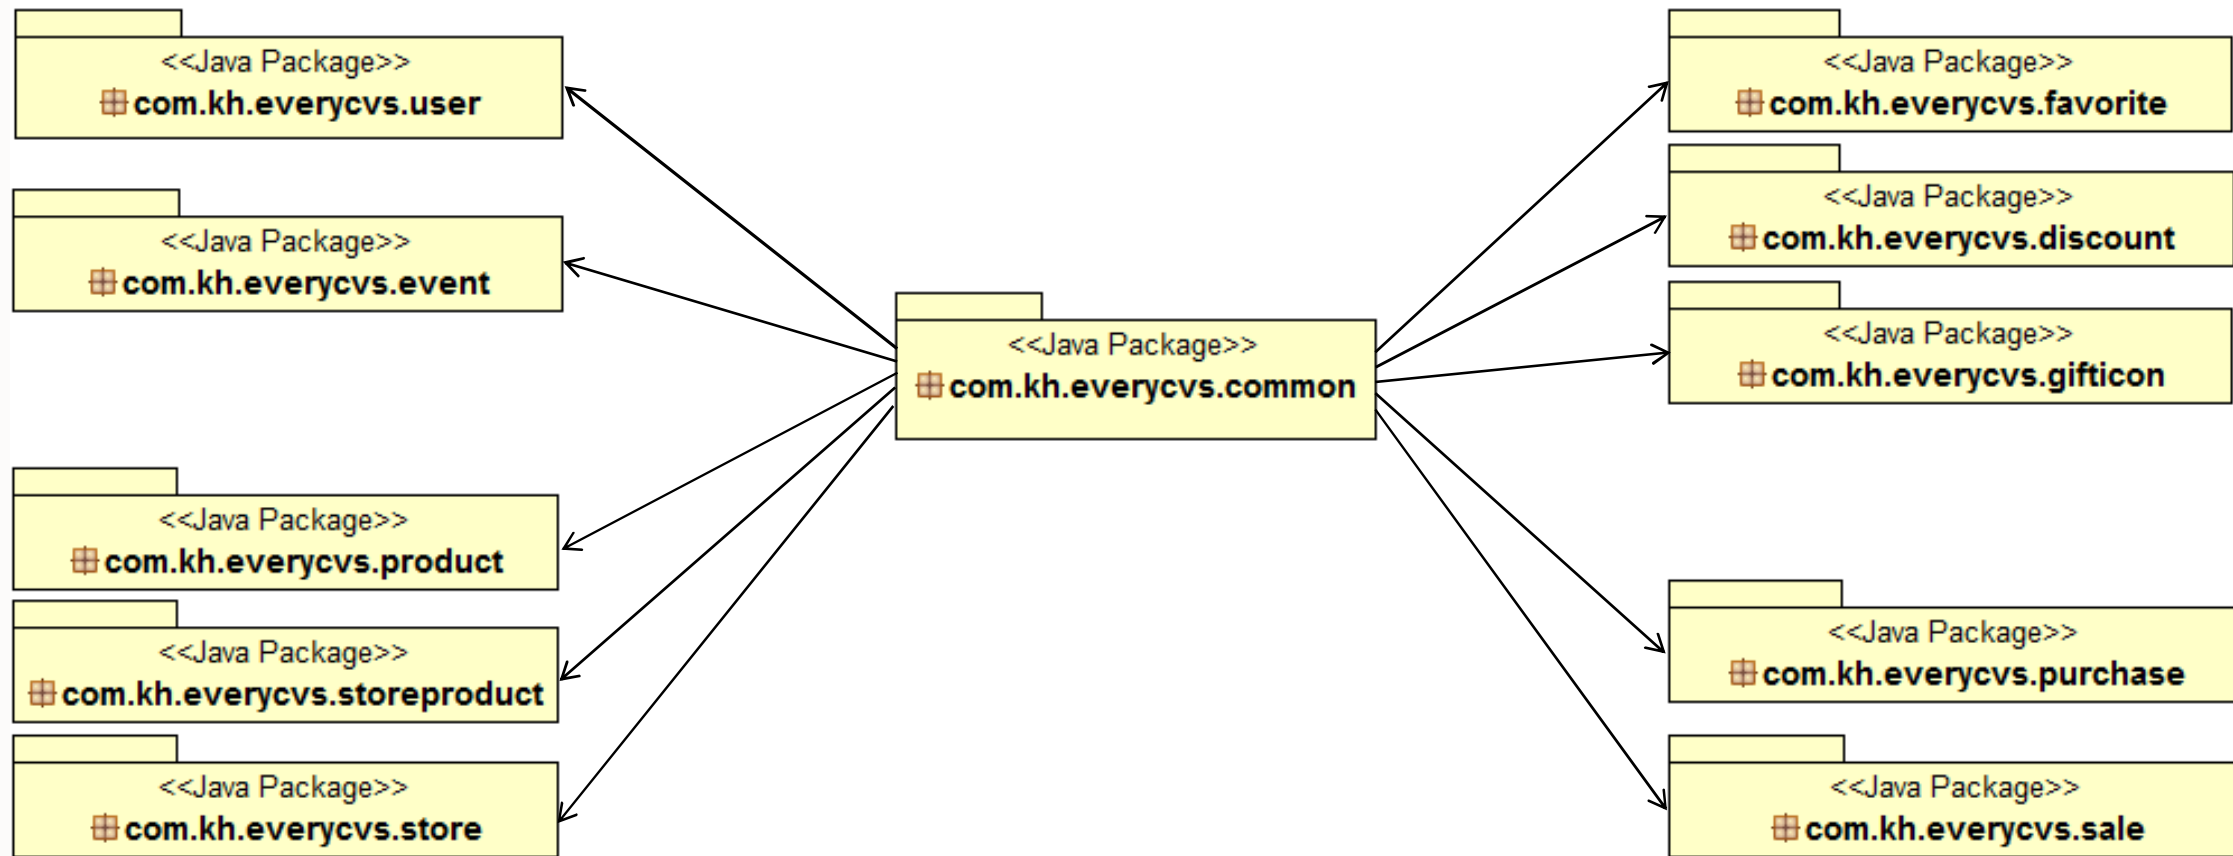 <<Java Package>>
com.kh.everycvs.user
<<Java Package>>
com.kh.everycvs.event
<<Java Package>>
com.kh.everycvs.product
<<Java Package>>
com.kh.everycvs.storeproduct
<<Java Package>>
com.kh.everycvs.store
<<Java Package>>
com.kh.everycvs.common
<<Java Package>>
com.kh.everycvs.favorite
<<Java Package>>
com.kh.everycvs.discount
<<Java Package>>
com.kh.everycvs.gifticon
<<Java Package>>
com.kh.everycvs.purchase
<<Java Package>>
com.kh.everycvs.sale